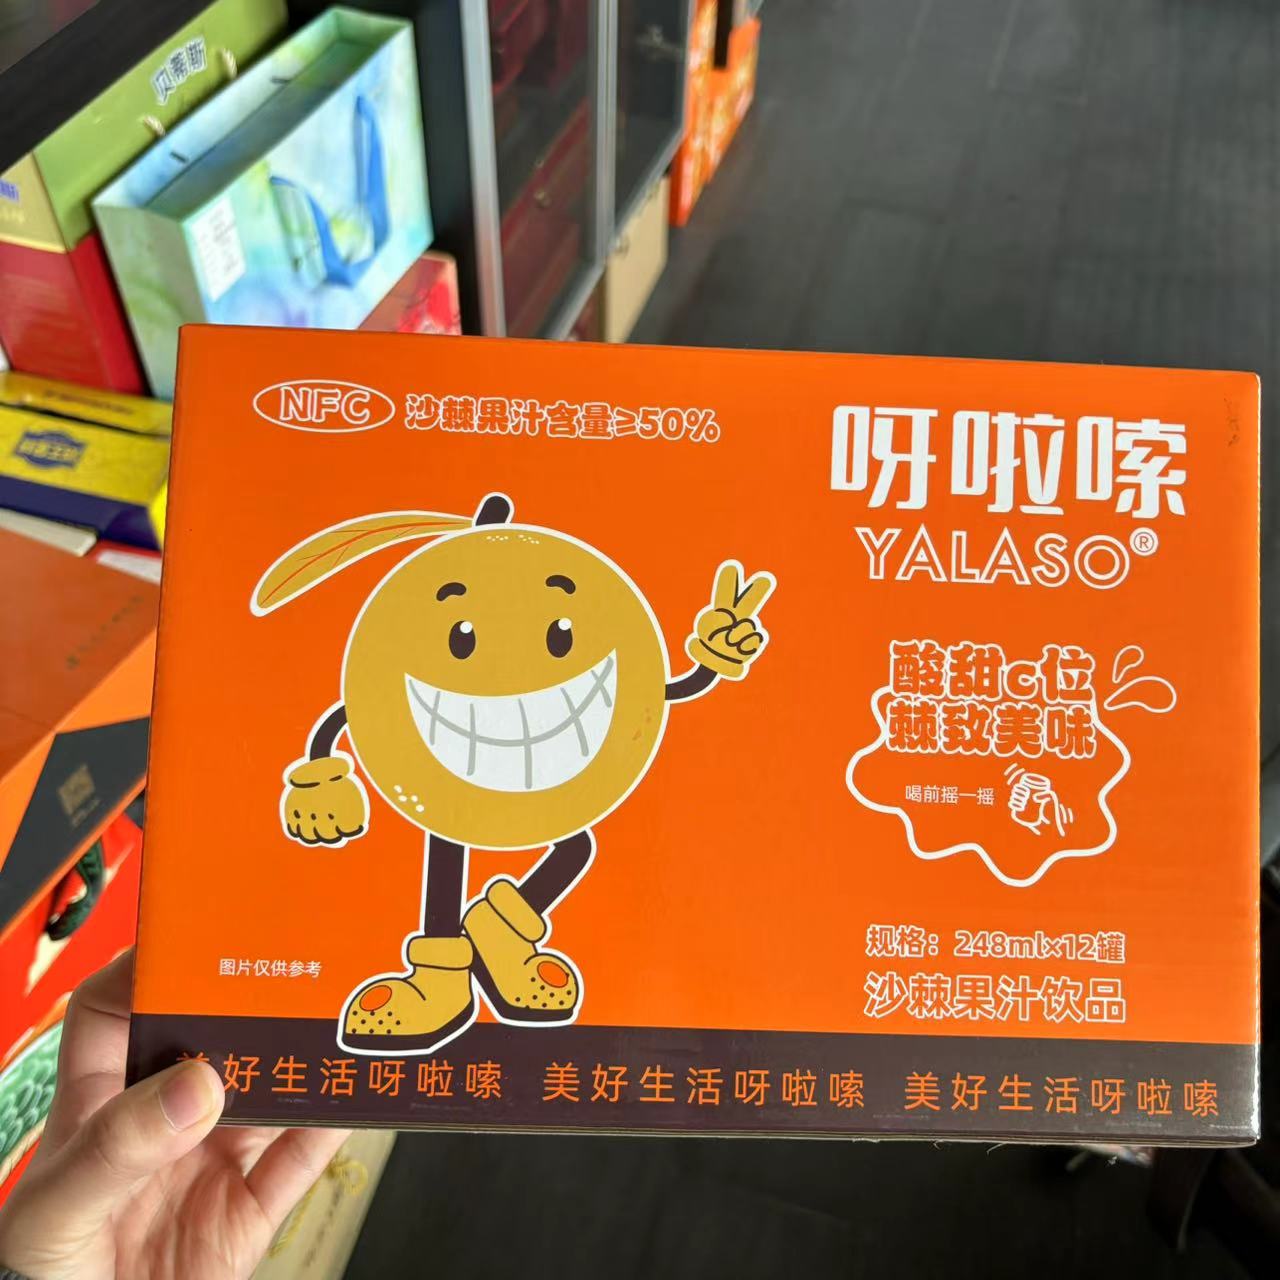 贝蒂斯
NFC 沙棘果汁含量≥50%
呀啦嗦
YALASO®
酸甜C位
棘致美味
喝前摇一摇
图片仅供参考
规格：248ml×12罐
沙棘果汁饮品
美好生活呀啦嗦 美好生活呀啦嗦 美好生活呀啦嗦